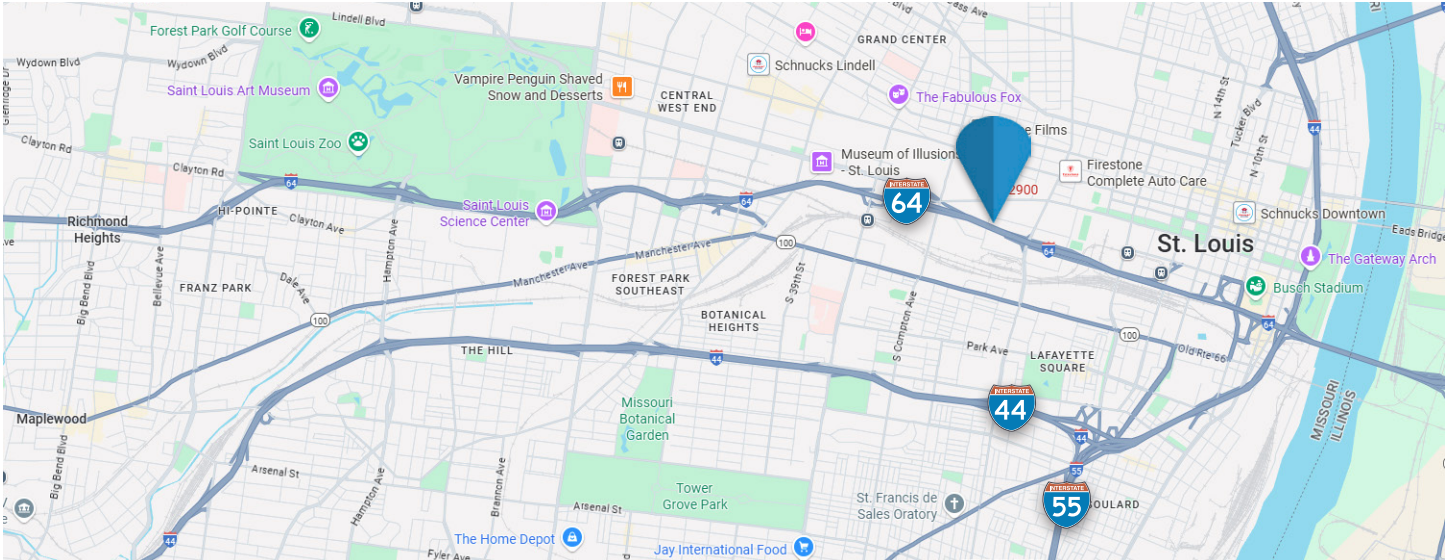 Lindell Blvd
Forest Park Golf Course
Wydown Blvd
Wydown Blvd
Saint Louis Art Museum
Saint Louis Zoo
Clayton Rd
Clayton Rd
64
HI-POINTE
Richmond
Heights
Clayton Ave
Saint Louis
Science Center
Vampire Penguin Shaved
Snow and Desserts
CENTRAL
WEST END
Schnucks Lindell
GRAND CENTER
The Fabulous Fox
Museum of Illusions
- St. Louis
INTERSTATE
64
64
e Films
2900
Firestone
Complete Auto Care
N 14th St
Tucker Blvd
N 10th St
44
Schnucks Downtown
Eads Bridge
St. Louis
64
The Gateway Arch
Busch Stadium
64
Bellevue Ave
Big Bend Blvd
FRANZ PARK
Dale Ave
Hampton Ave
100
Manchester Ave
Manchester Ave
FOREST PARK
SOUTHEAST
100
S 39th St
BOTANICAL
HEIGHTS
S Compton Ave
Park Ave
LAFAYETTE
SQUARE
100
Old Rte 66
THE HILL
44
INTERSTATE
44
44
55
INTERSTATE
55
OULARD
MISSOURI
ILLINOIS
Maplewood
Missouri
Botanical
Garden
Big Bend Blvd
Arsenal St
Hampton Ave
Brannon Ave
Tower
Grove Park
Arsenal St
St. Francis de
Sales Oratory
44
Fyler Ave
The Home Depot
Jay International Food